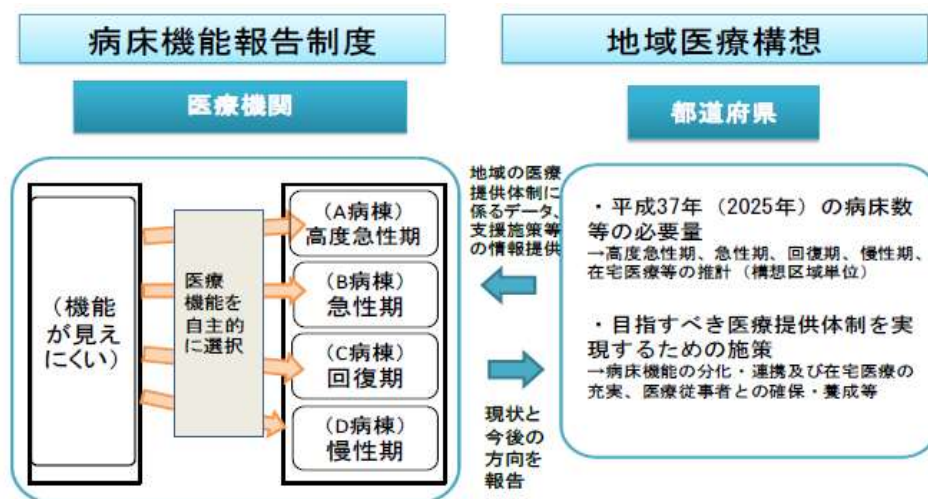 病床機能報告制度
医療機関
(機能
が見え
にくい)
医療
機能を
自主的
に選択
(A病棟)
高度急性期
(B病棟)
急性期
(C病棟)
回復期
(D病棟)
慢性期
地域の医療
提供体制に
係るデータ、
支援施策等
の情報提供
現状と
今後の
方向を
報告
地域医療構想
都道府県
・平成37年(2025年)の病床数
等の必要量
→高度急性期、急性期、回復期、慢性期、
在宅医療等の推計(構想区域単位)
・目指すべき医療提供体制を実
現するための施策
→病床機能の分化・連携及び在宅医療の
充実、医療従事者との確保・養成等